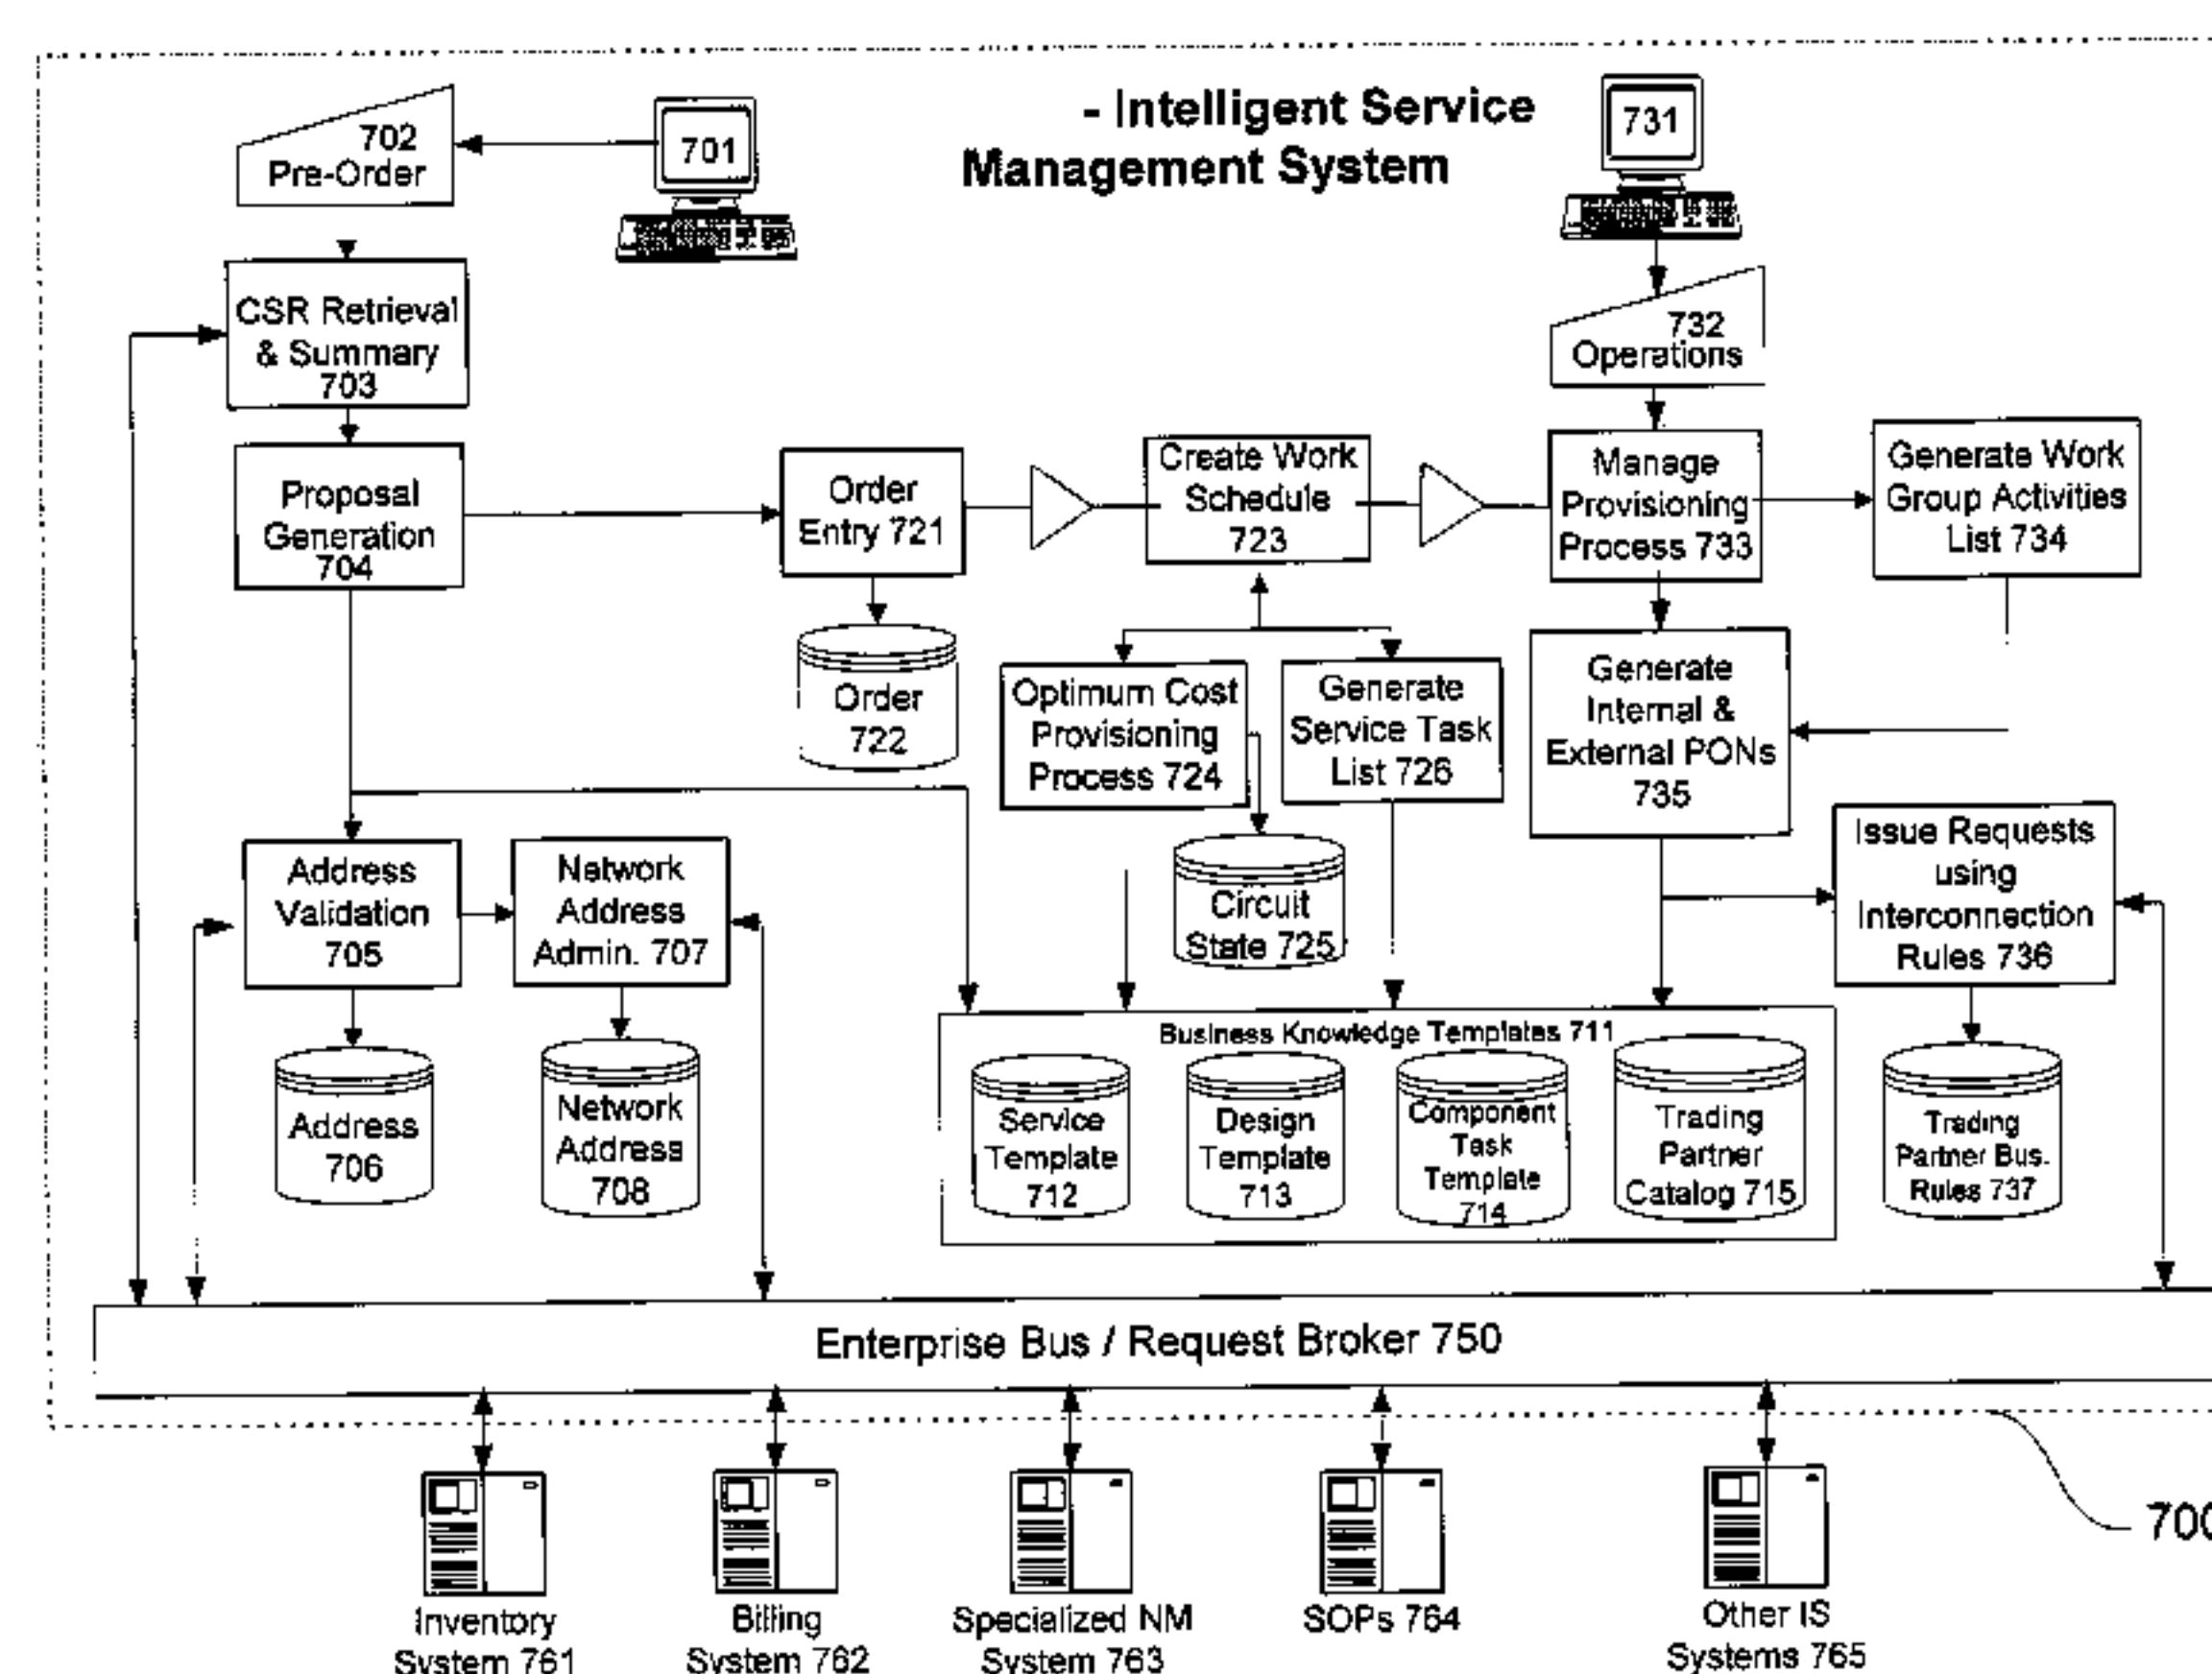 - Intelligent Service
Management System
702
Pre-Order
701
731
CSR Retrieval
& Summary
703
732
Operations
Proposal
Generation
704
Order
Entry 721
Create Work
Schedule
723
Manage
Provisioning
Process 733
Generate Work
Group Activities
List 734
Order
722
Optimum Cost
Provisioning
Process 724
Generate
Service Task
List 726
Generate
Internal &
External PONs
735
Address
Validation
705
Network
Address
Admin. 707
Circuit
State 725
Issue Requests
using
Interconnection
Rules 736
Address
706
Network
Address
708
Business Knowledge Templates 711
Service
Template
712
Design
Template
713
Component
Task
Template
714
Trading
Partner
Catalog 715
Trading
Partner Bus.
Rules 737
Enterprise Bus / Request Broker 750
700
Inventory
System 761
Billing
System 762
Specialized NM
System 763
SOPs 764
Other IS
Systems 765